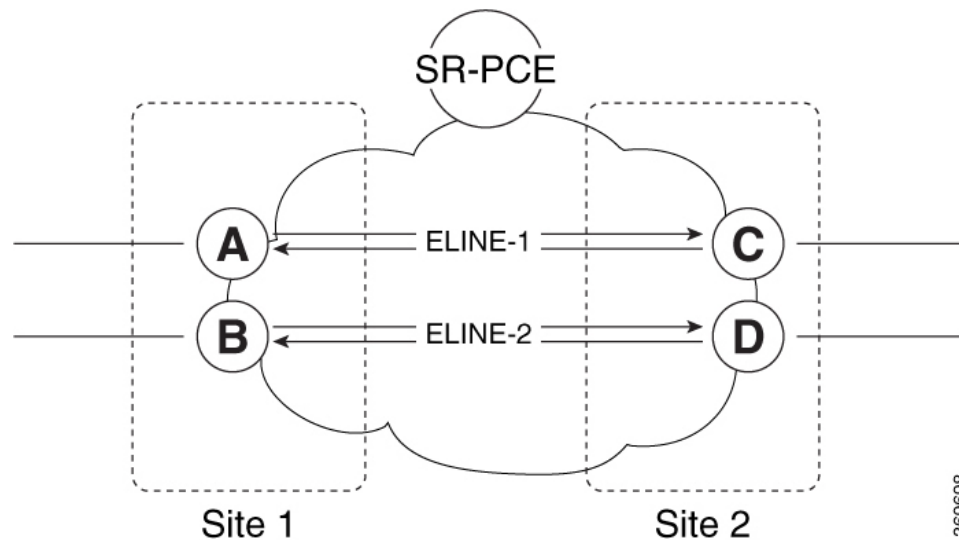 SR-PCE
A
ELINE-1
C
B
ELINE-2
D
Site 1
Site 2